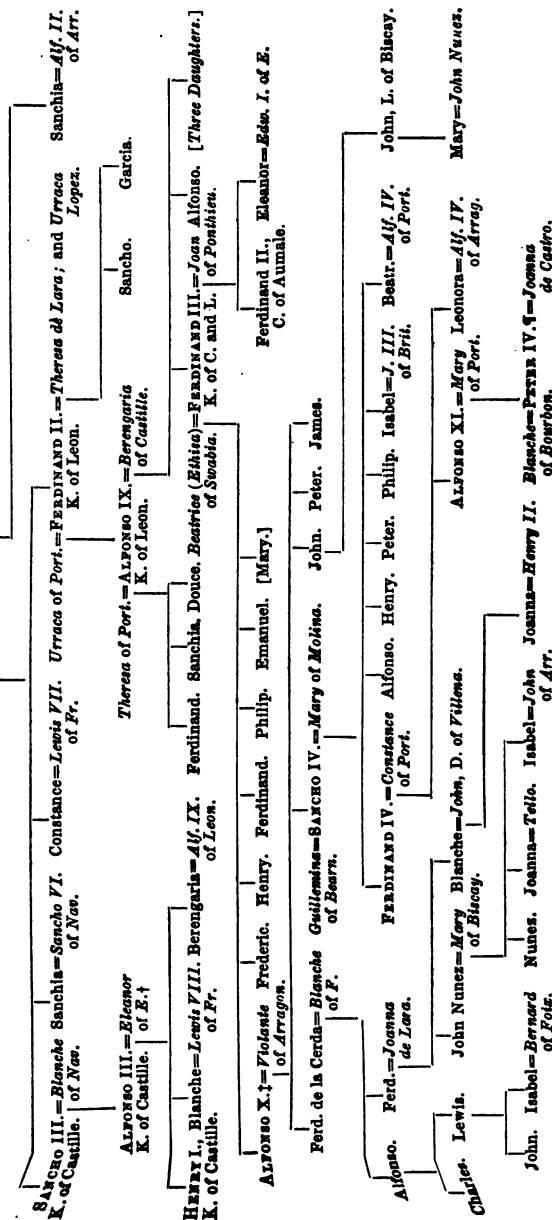 SANCHO III.=Blanche Sanchia=Sancho VI. Constance=Lewis VII. Urraca of Port.=FERDINAND II.=Theresa dè Lara; and Urraca Sanchia=Alf. II.
K. of Castille. of Nav. of Nav. of Fr. K. of Leon. Lopez. of Arr.
ALFONSO III.=Eleanor Theresa of Port.=ALFONSO IX.=Berengaria Sancho. Garcia.
K. of Castille. of E.† K. of Leon. of Castille.
HENRY I., Blanche=Lewis VIII. Berengaria=Alf. IX. Ferdinand. Sanchia. Douce. Beatrice (Ethisa)=FERDINAND III.=Joan Alfonso. [Three Daughters.]
K. of Castille. of Fr. of Leon. of Swabia. K. of C. and L. of Ponthieu.
ALFONSO X.‡=Violante Frederic. Henry. Ferdinand. Philip. Emanuel. [Mary.] Ferdinand II., Eleanor=Edw. I. of E.
of Arragon. C. of Aumale.
Ferd. de la Cerda=Blanche Guillemina=SANCHO IV.=Mary of Molina. John. Peter. James.
of F. of Bearn.
Alfonso. Ferd.=Joanna FERDINAND IV.=Constance Alfonso. Henry. Peter. Philip. Isabel=J. III. Beatr.=Alf. IV. John, L. of Biscay.
de Lara. of Port. of Brit. of Port.
Charles. Lewis. John Nunez=Mary Blanche=John, D. of Villena. ALFONSO XI.=Mary Leonora=Alf. IV. Mary=John Nunez.
of Biscay. of Port. of Arrag.
John. Isabel=Bernard Nunez. Joanna=Tello. Isabel=John Joanna=Henry II. Blanche=PETER IV.¶=Joanna
of Foix. of Arr. of Bourbon. de Castro.